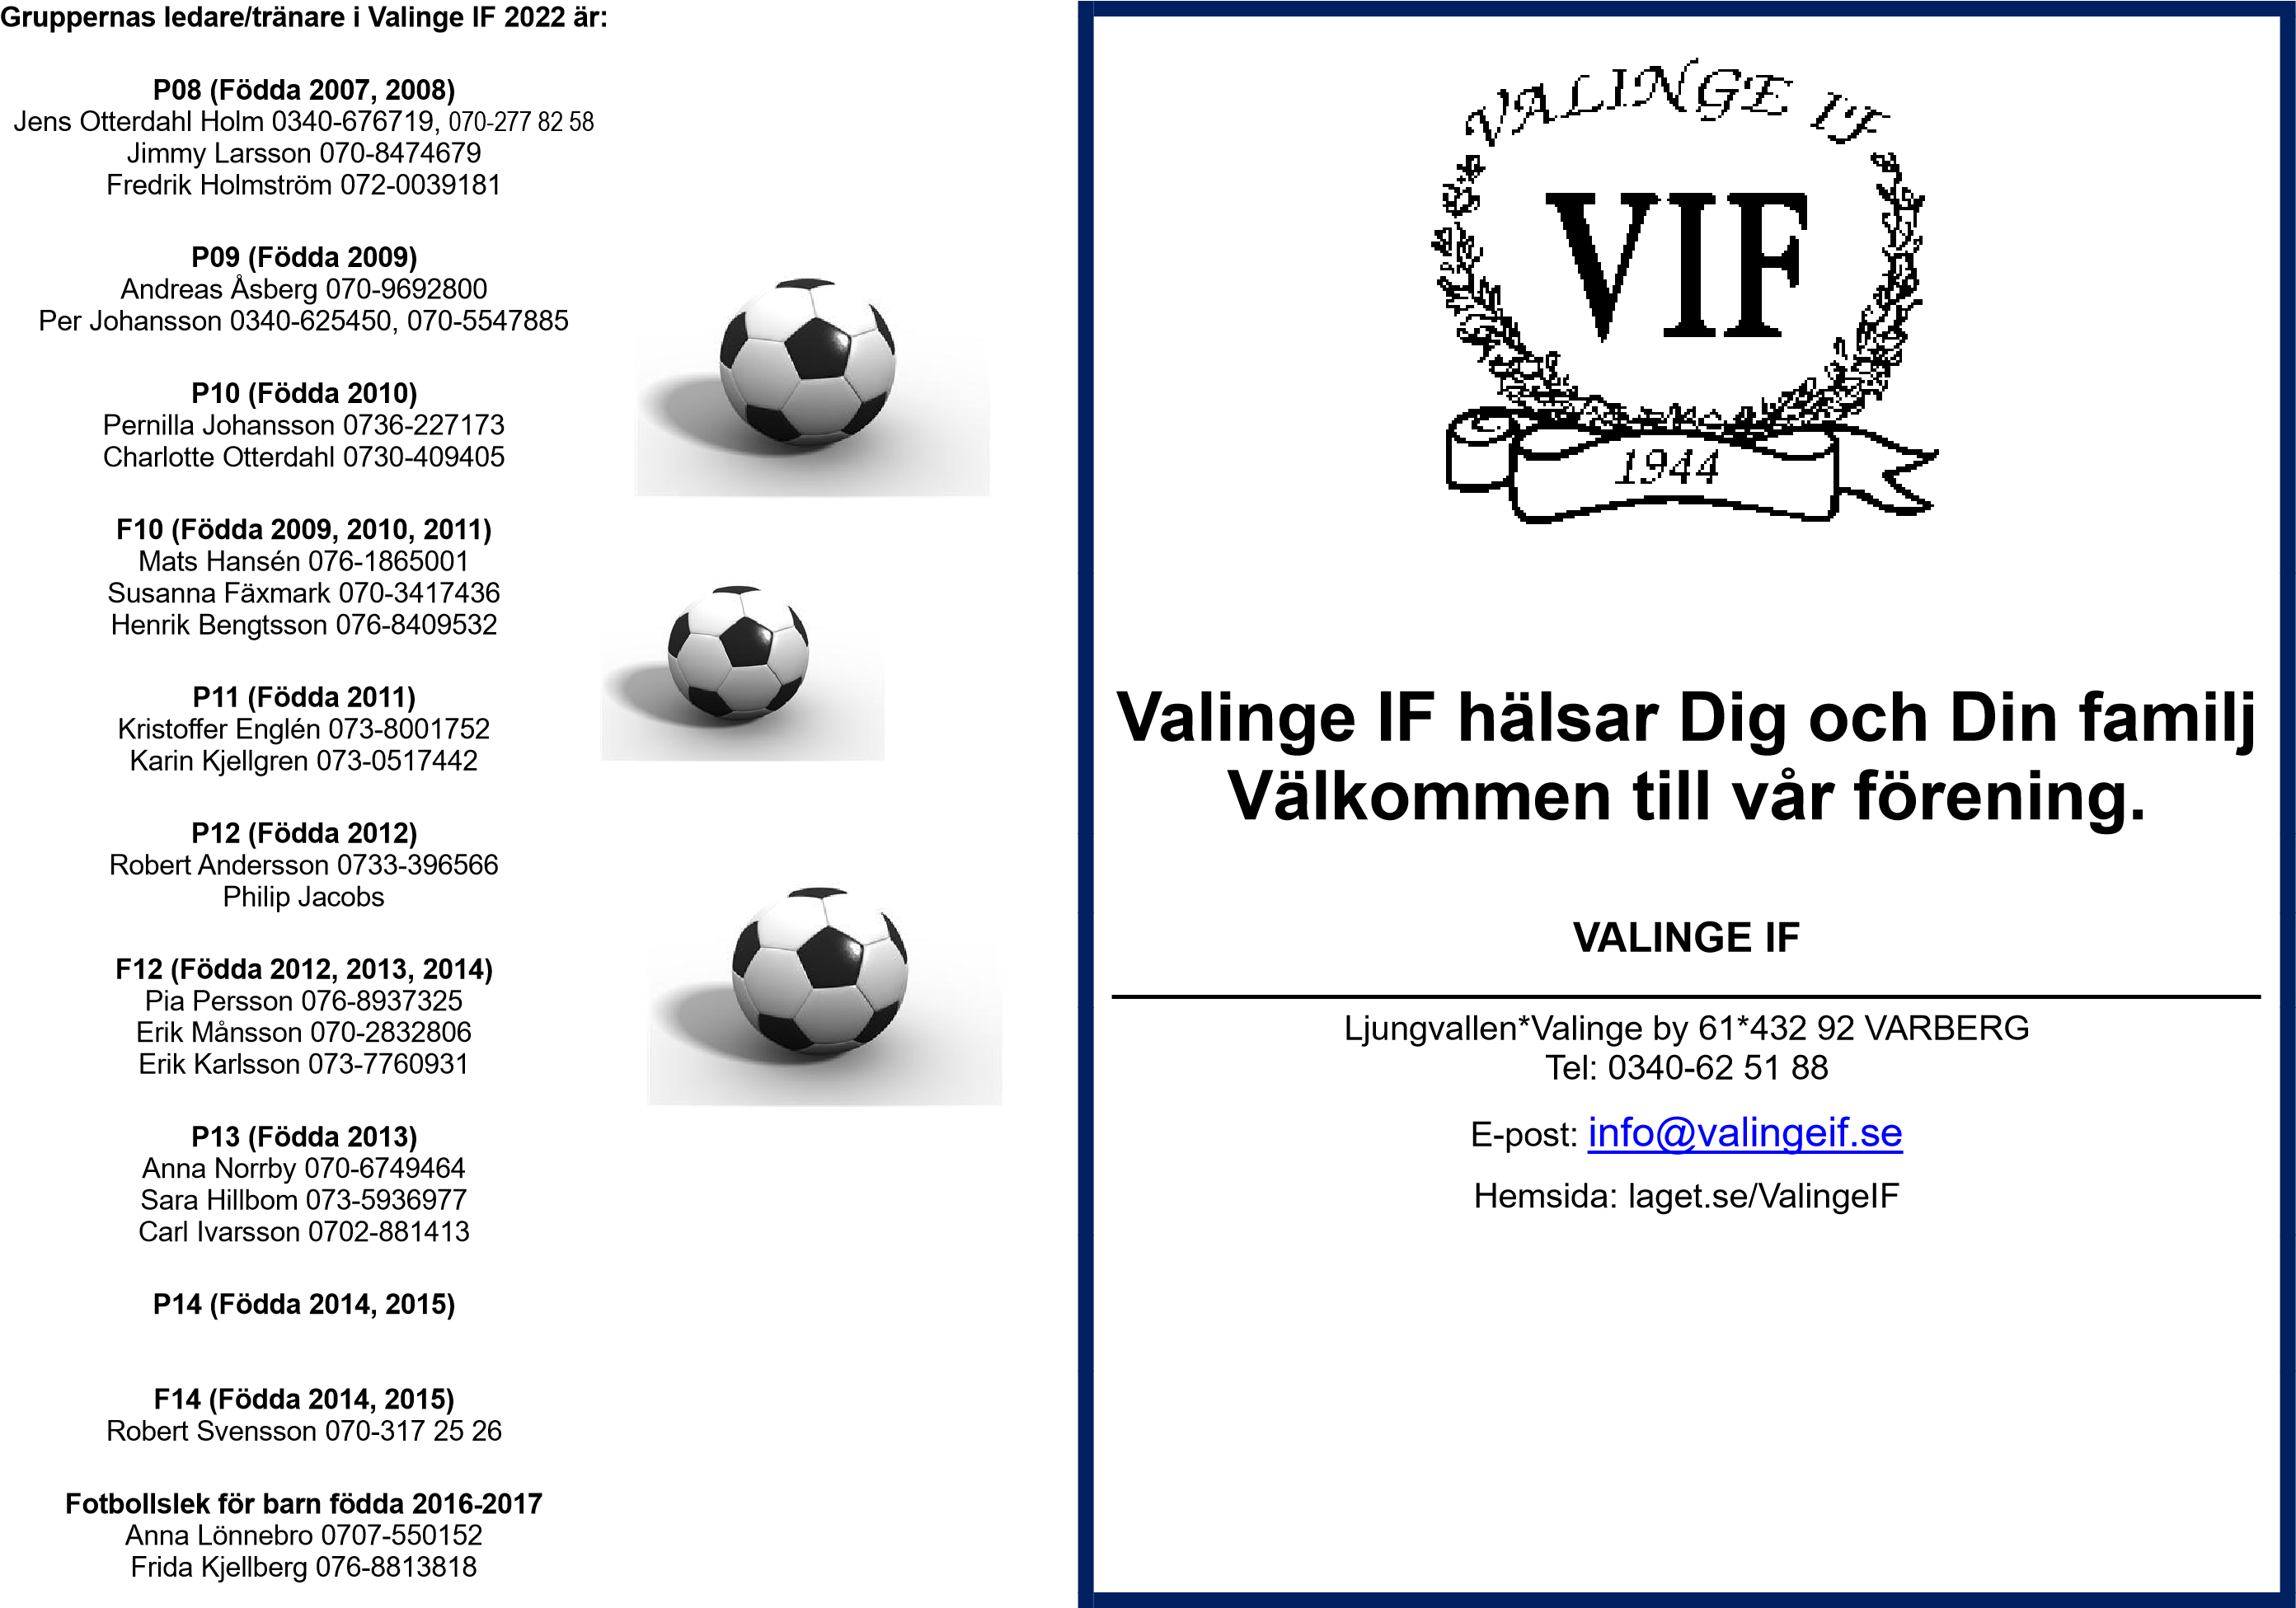 Gruppernas ledare/tränare i Valinge IF 2022 är:
P08 (Födda 2007, 2008)
Jens Otterdahl Holm 0340-676719, 070-277 82 58
Jimmy Larsson 070-8474679
Fredrik Holmström 072-0039181
P09 (Födda 2009)
Andreas Åsberg 070-9692800
Per Johansson 0340-625450, 070-5547885
P10 (Födda 2010)
Pernilla Johansson 0736-227173
Charlotte Otterdahl 0730-409405
F10 (Födda 2009, 2010, 2011)
Mats Hansén 076-1865001
Susanna Fäxmark 070-3417436
Henrik Bengtsson 076-8409532
P11 (Födda 2011)
Kristoffer Englén 073-8001752
Karin Kjellgren 073-0517442
P12 (Födda 2012)
Robert Andersson 0733-396566
Philip Jacobs
F12 (Födda 2012, 2013, 2014)
Pia Persson 076-8937325
Erik Månsson 070-2832806
Erik Karlsson 073-7760931
P13 (Födda 2013)
Anna Norrby 070-6749464
Sara Hillbom 073-5936977
Carl Ivarsson 0702-881413
P14 (Födda 2014, 2015)
F14 (Födda 2014, 2015)
Robert Svensson 070-317 25 26
Fotbollslek för barn födda 2016-2017
Anna Lönnebro 0707-550152
Frida Kjellberg 076-8813818
VALINGE IF
VIF
1944
Valinge IF hälsar Dig och Din familj
Välkommen till vår förening.
VALINGE IF
Ljungvallen*Valinge by 61*432 92 VARBERG
Tel: 0340-62 51 88
E-post: info@valingeif.se
Hemsida: laget.se/ValingeIF